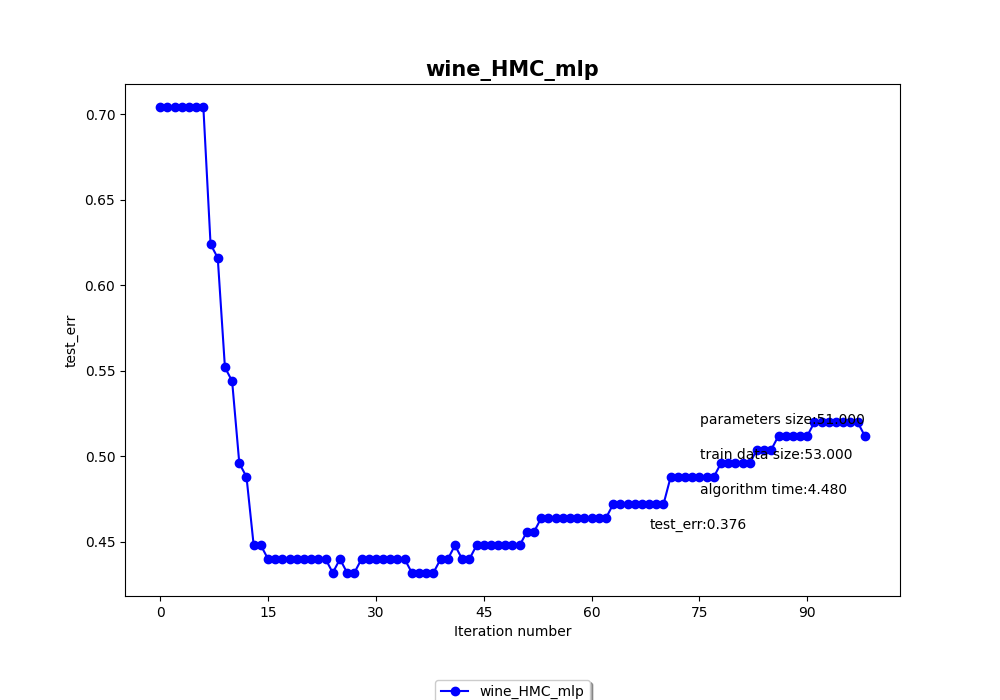 wine_HMC_mlp
0.70
0.65
0.60
0.55
0.50
0.45
test_err
parameters size:51.000
train data size:53.000
algorithm time:4.480
test_err:0.376
0 15 30 45 60 75 90
Iteration number
wine_HMC_mlp